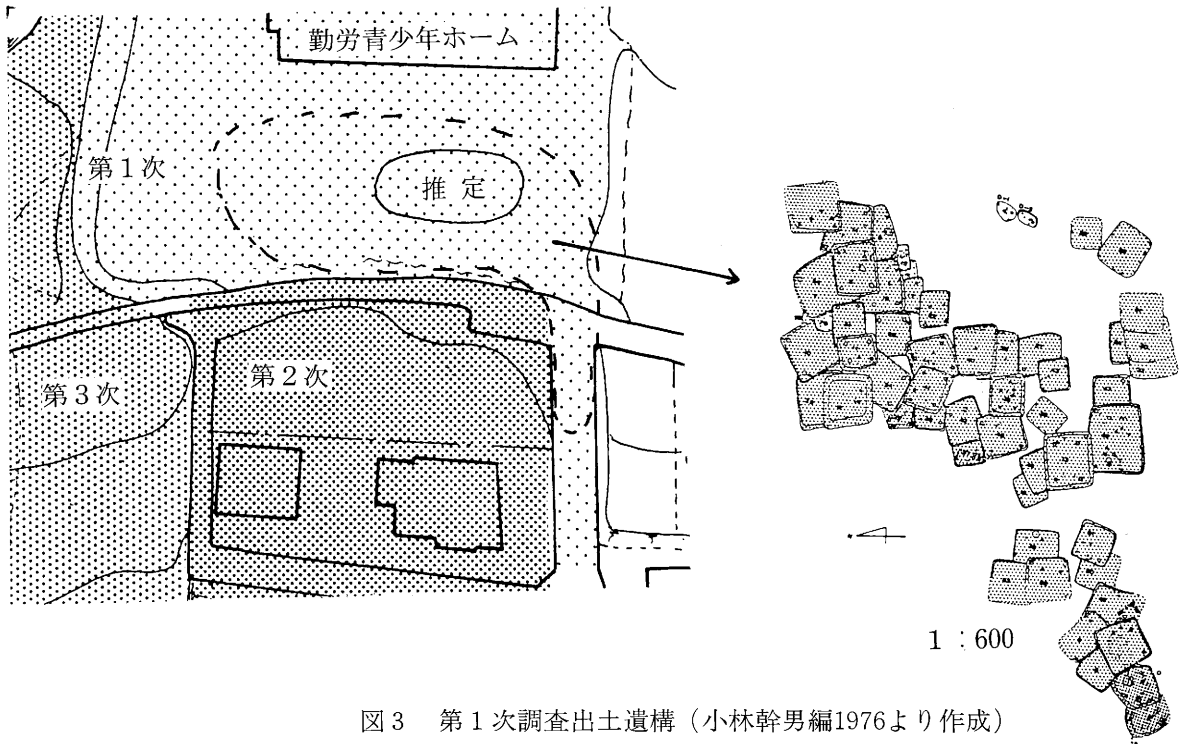 勤労青少年ホーム
第１次
推 定
第２次
第３次
１：600
図３　第１次調査出土遺構（小林幹男編1976より作成）